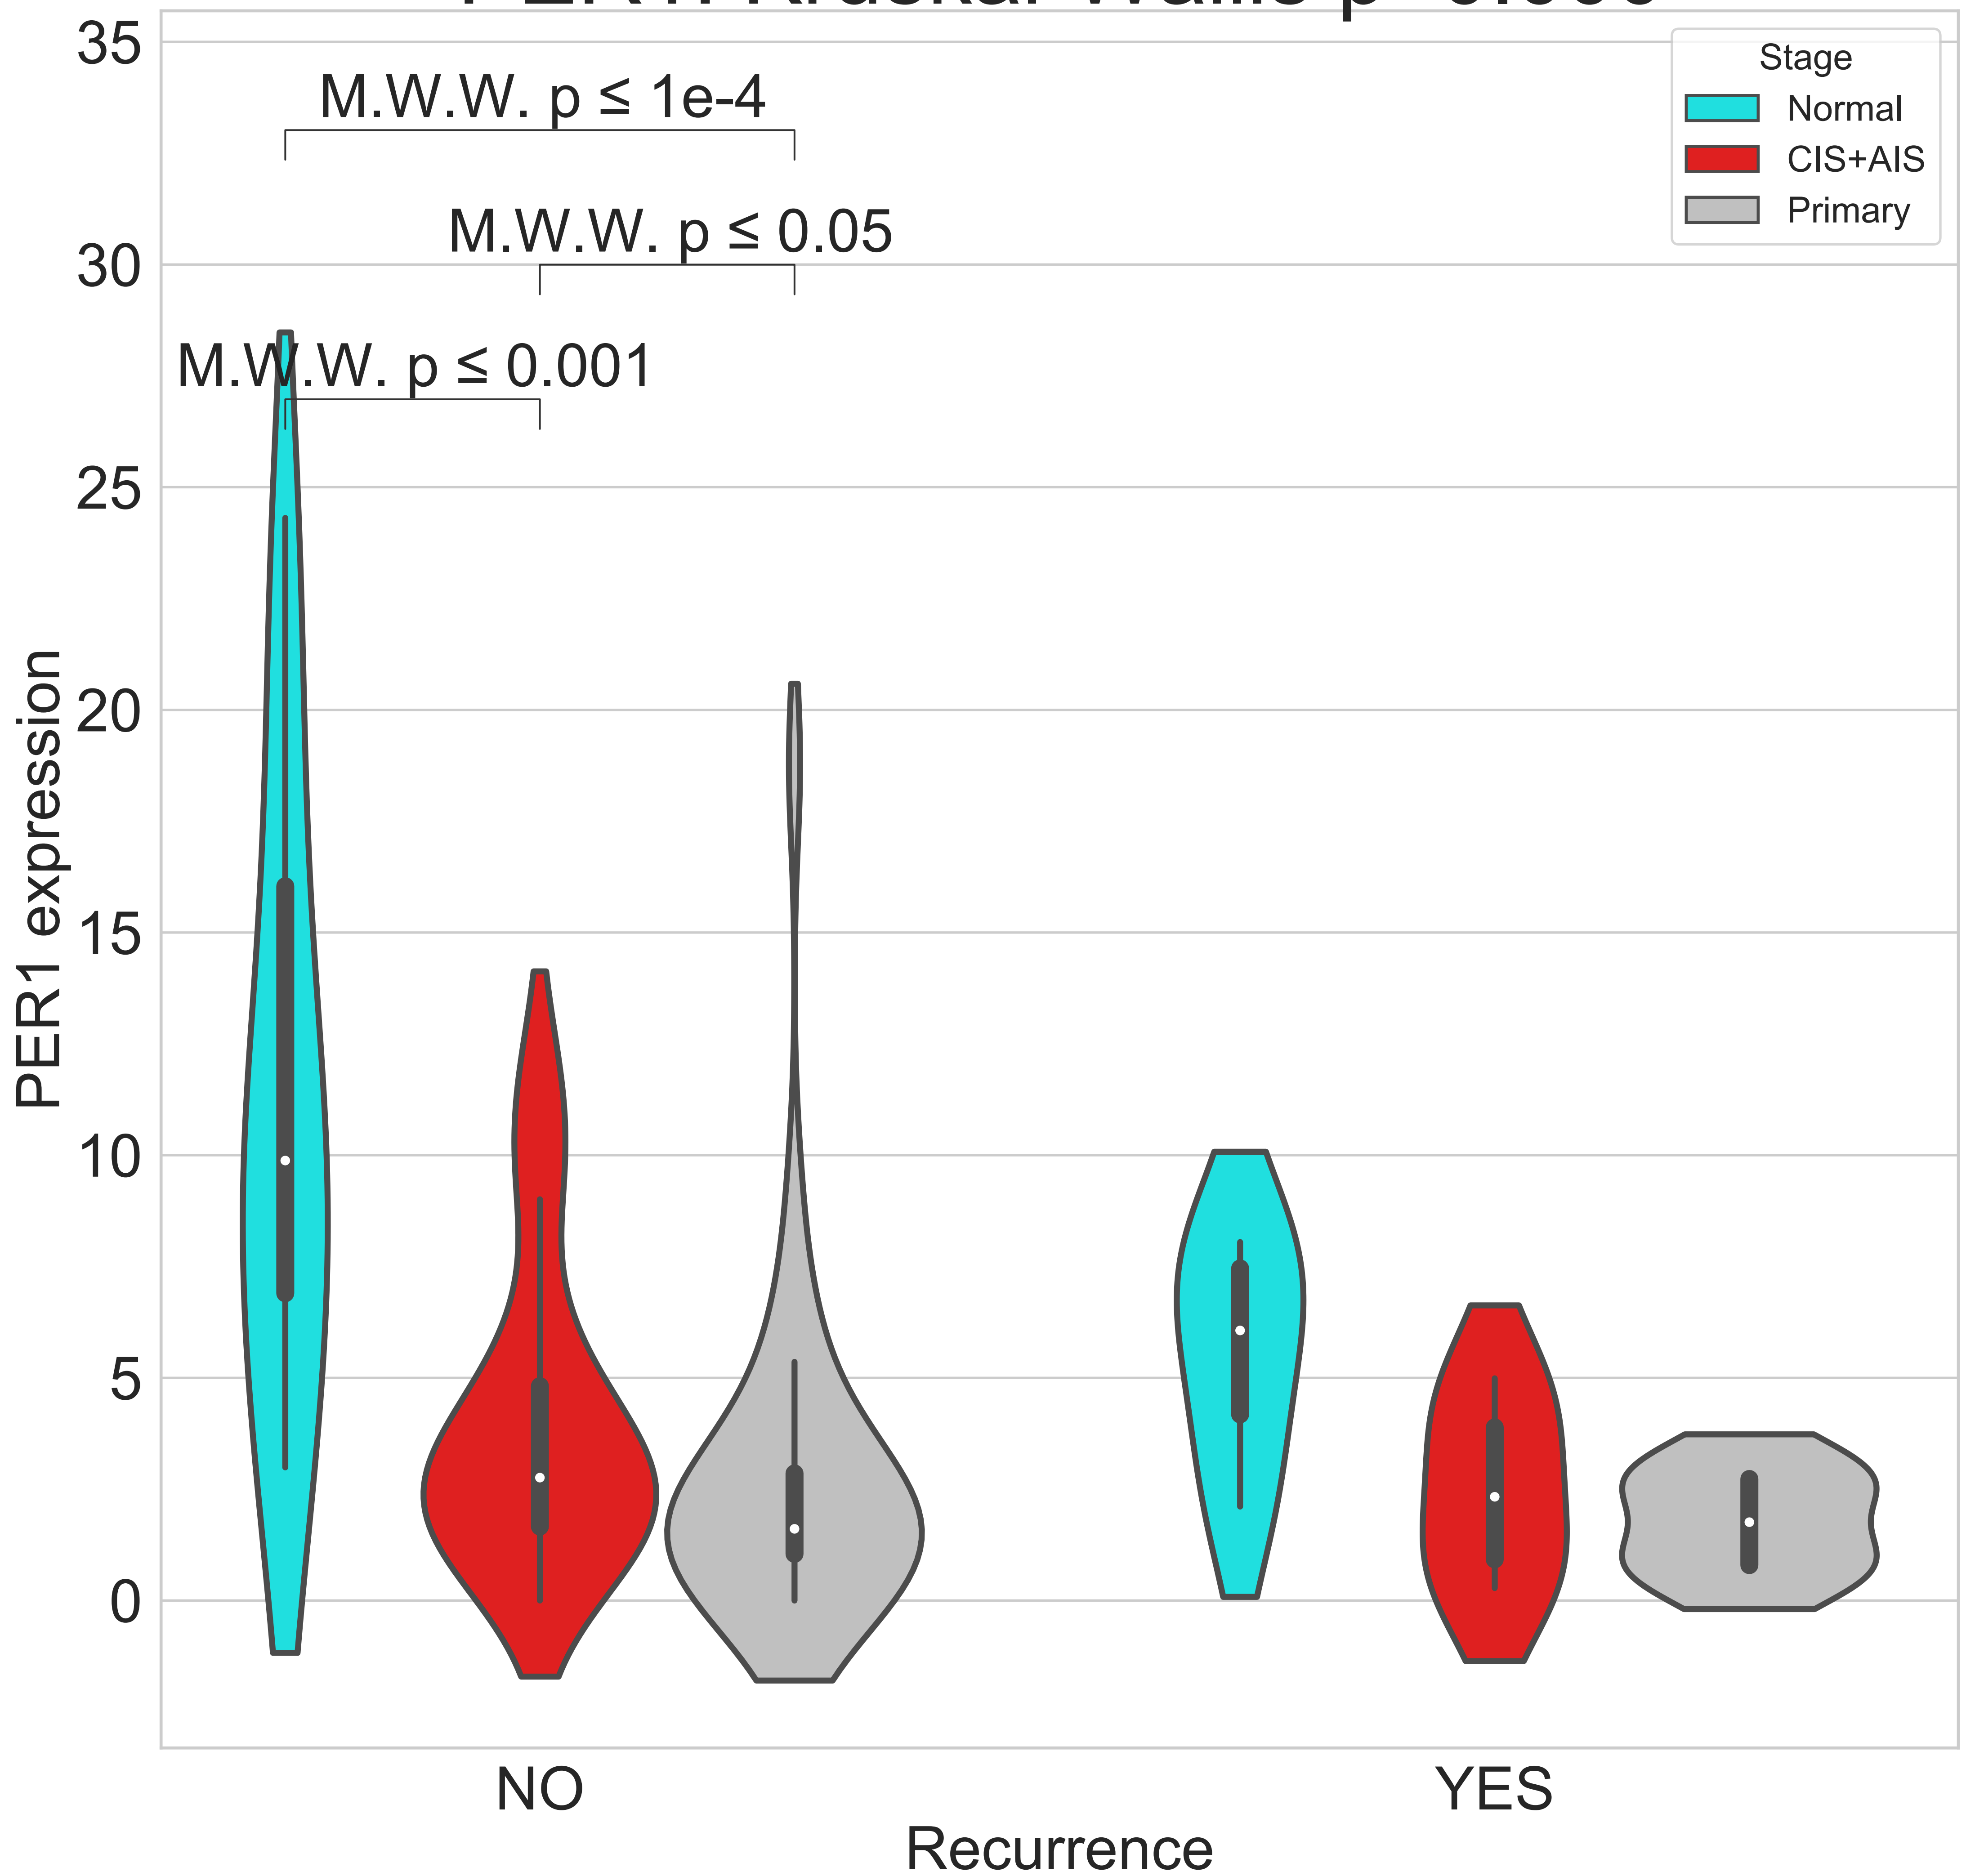 35
M.W.W. p ≤ 1e-4
Stage
Normal
CIS+AIS
Primary
M.W.W. p ≤ 0.05
30
M.W.W. p ≤ 0.001
25
20
15
10
5
0
PER1 expression
NO
YES
Recurrence